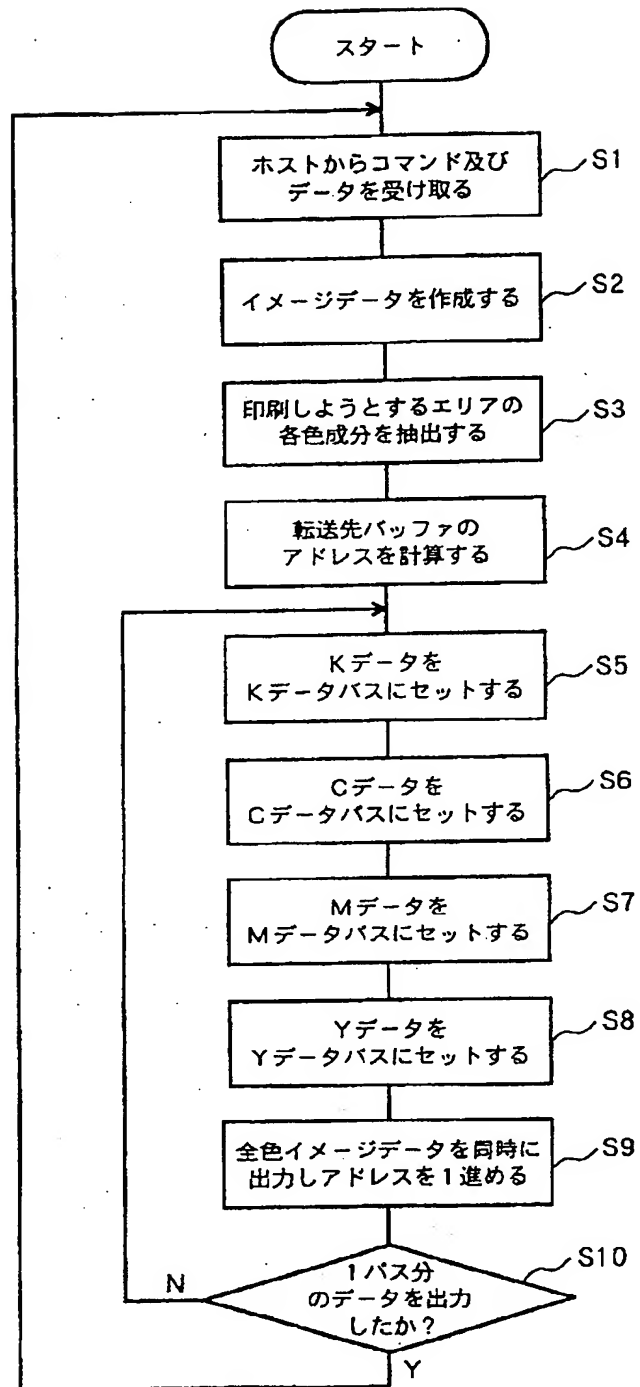 スタート
ホストからコマンド及び
データを受け取る
S1
イメージデータを作成する
S2
印刷しようとするエリアの
各色成分を抽出する
S3
転送先バッファの
アドレスを計算する
S4
Kデータを
Kデータバスにセットする
S5
Cデータを
Cデータバスにセットする
S6
Mデータを
Mデータバスにセットする
S7
Yデータを
Yデータバスにセットする
S8
全色イメージデータを同時に
出力しアドレスを1進める
S9
1パス分
のデータを出力
したか?
S10
N
Y